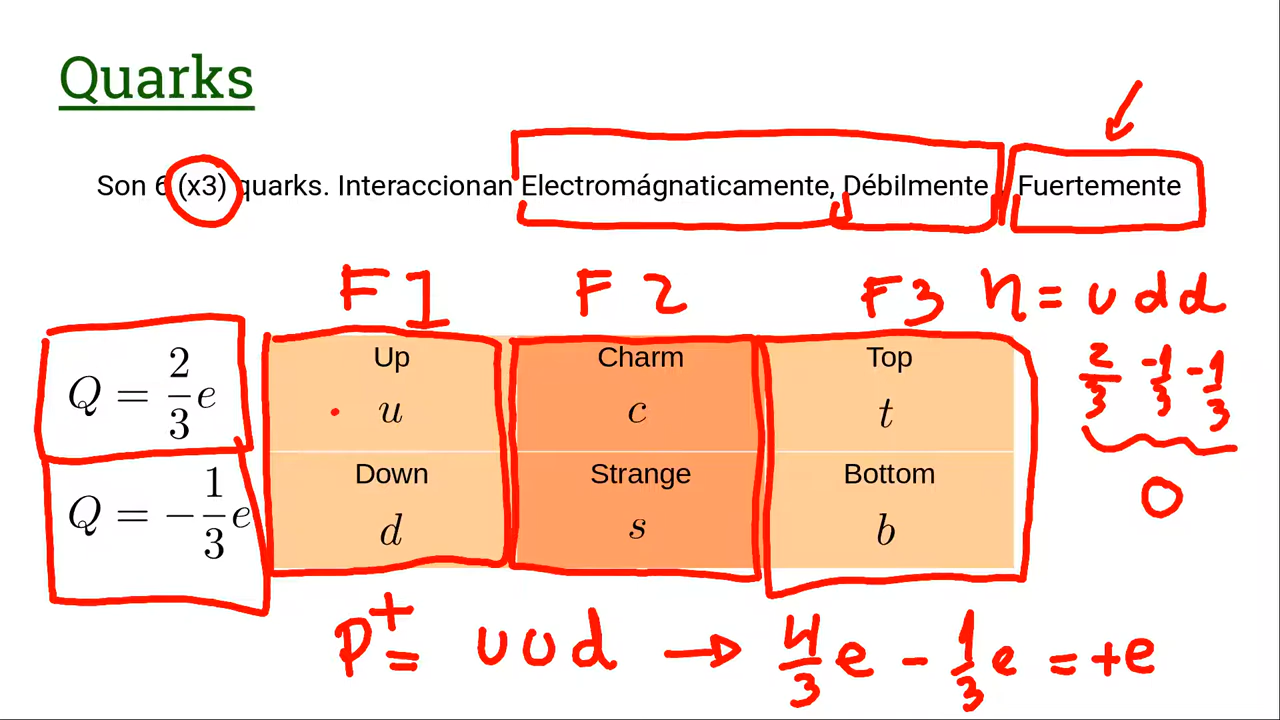 Quarks
Son 6 (x3) quarks. Interaccionan Electromágnaticamente, Débilmente , Fuertemente
F1 F2 F3 n = u d d
Q = 2/3 e
Up Charm Top
u c t
2/3 -1/3 -1/3
0
Q = -1/3 e
Down Strange Bottom
d s b
P+ = u u d → 4/3 e - 1/3 e = +e